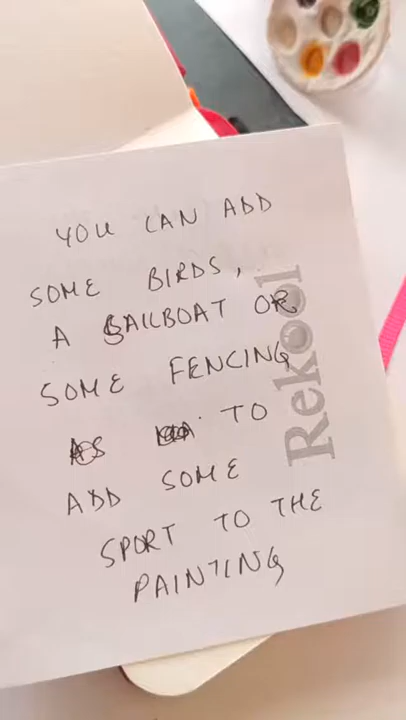 YOU CAN ADD
SOME BIRDS,
A SAILBOAT OR
SOME FENCING
TO
ADD SOME
SPORT TO THE
PAINTING
Rekool